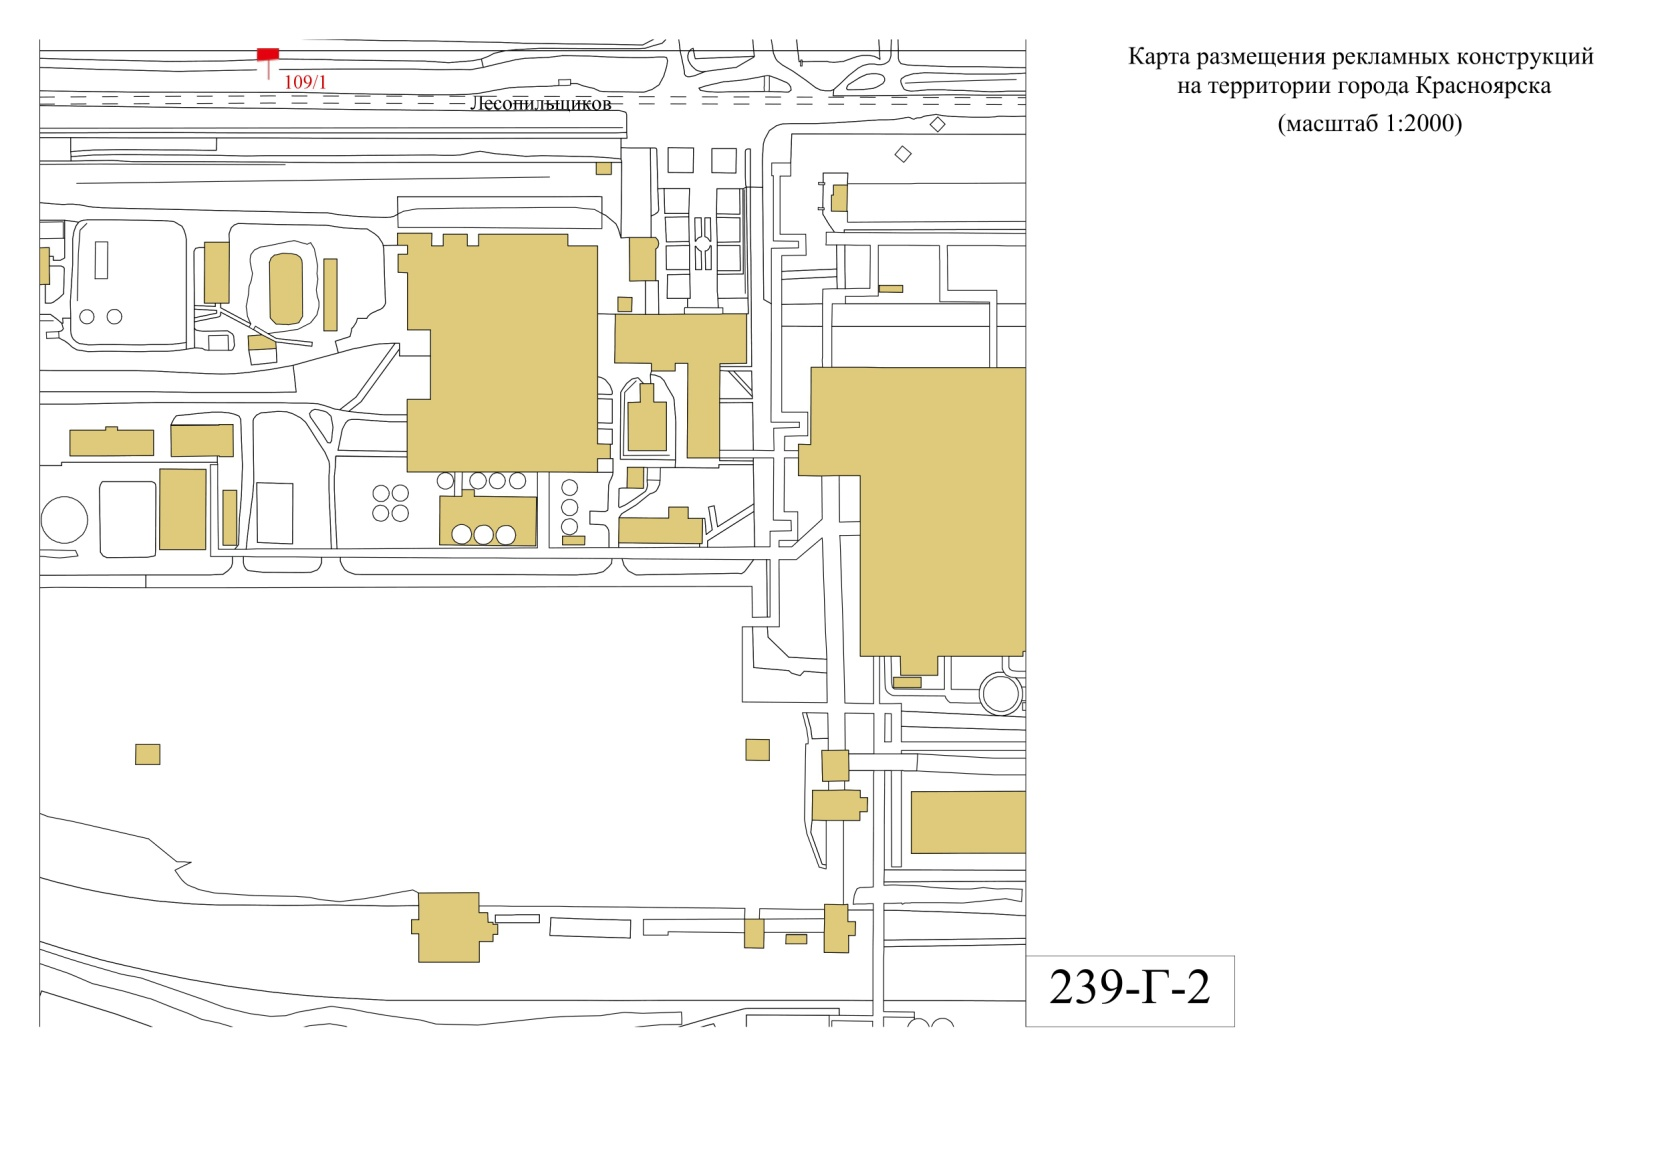 Карта размещения рекламных конструкций
на территории города Красноярска
(масштаб 1:2000)
109/1
Лесопильщиков
239-Г-2